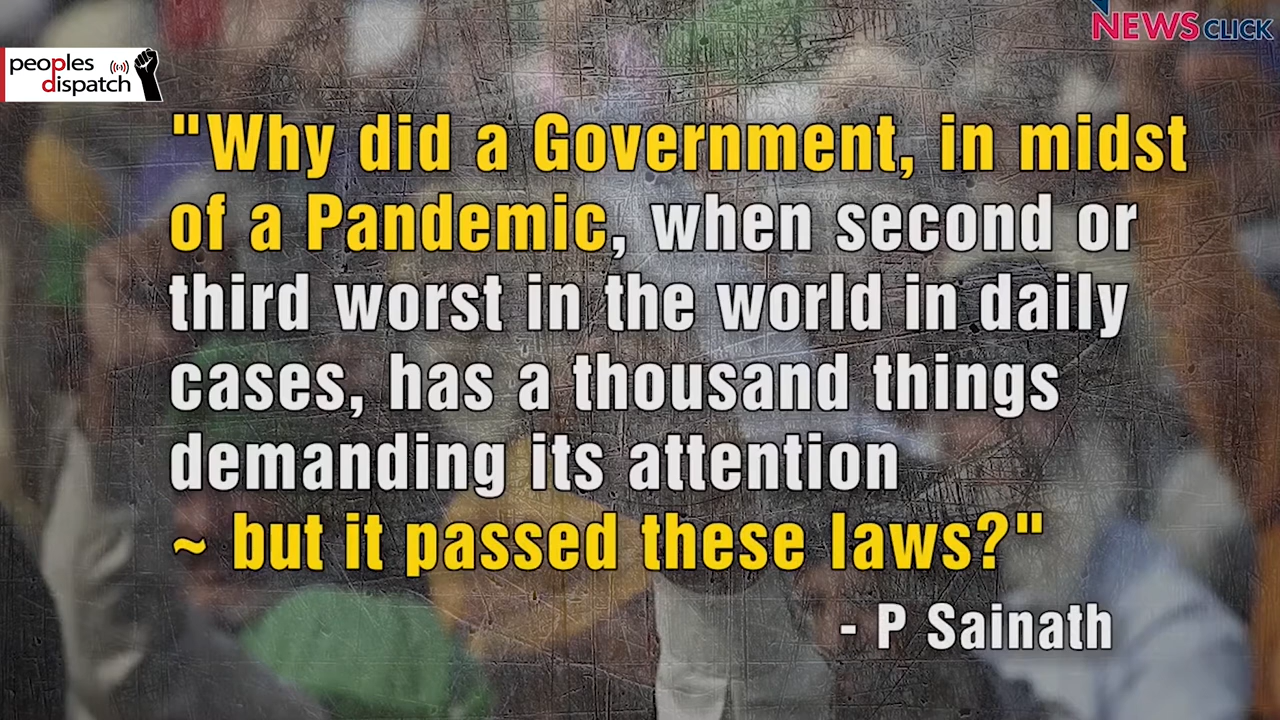 peoples
dispatch
NEWSCLICK
"Why did a Government, in midst
of a Pandemic, when second or
third worst in the world in daily
cases, has a thousand things
demanding its attention
~ but it passed these laws?"
- P Sainath